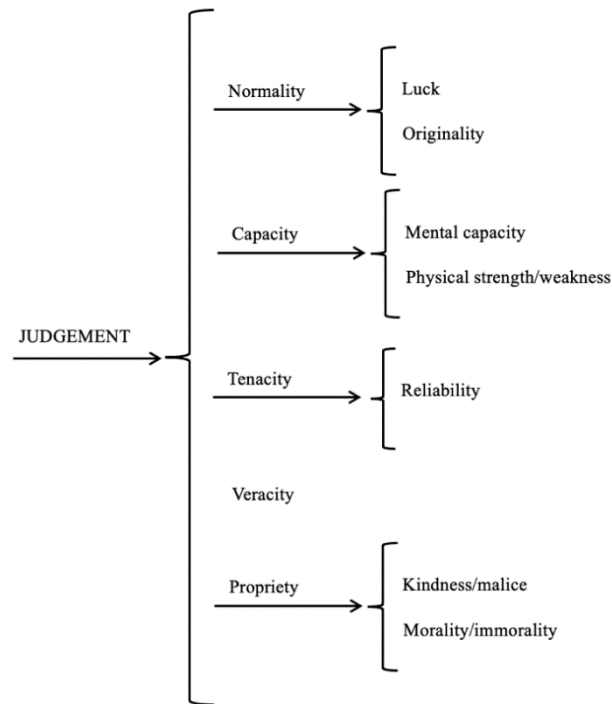 JUDGEMENT
Normality
Luck
Originality
Capacity
Mental capacity
Physical strength/weakness
Tenacity
Reliability
Veracity
Propriety
Kindness/malice
Morality/immorality